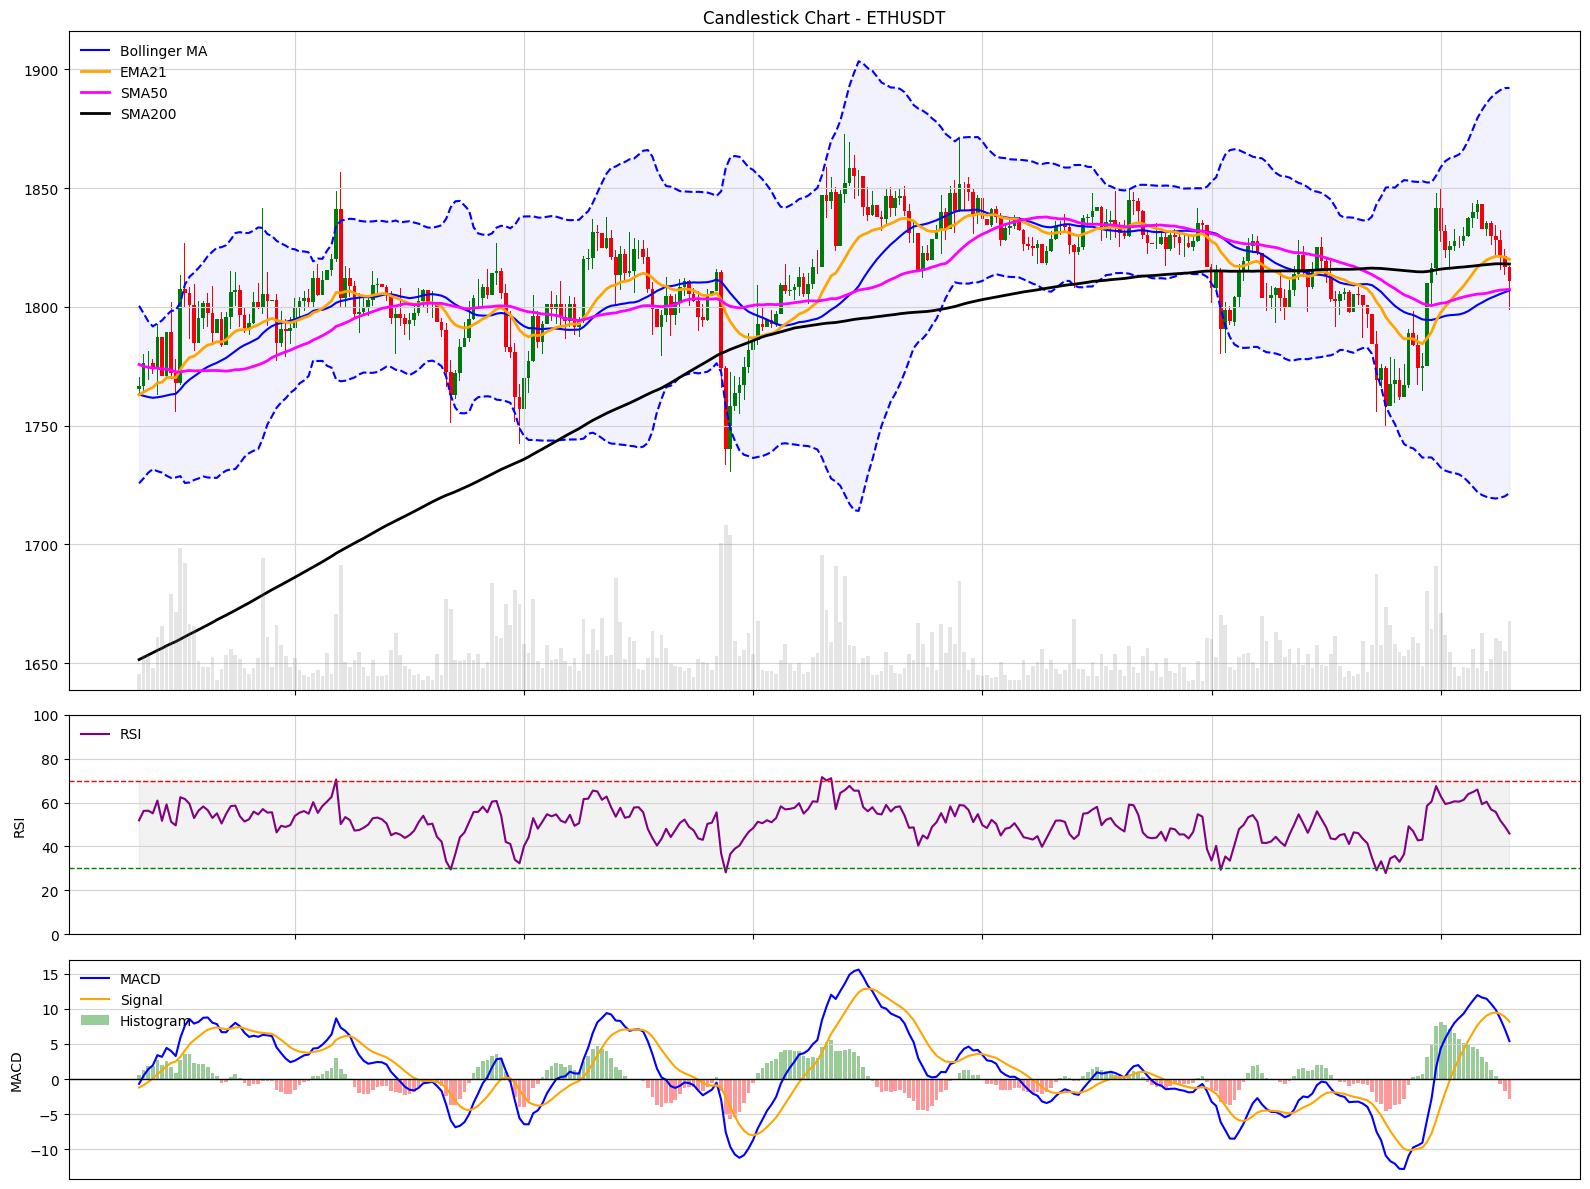 Candlestick Chart - ETHUSDT
Bollinger MA
EMA21
SMA50
SMA200
1900
1850
1800
1750
1700
1650
RSI
100
80
60
40
20
0
RSI
MACD
Signal
Histogram
15
10
5
0
−5
−10
MACD